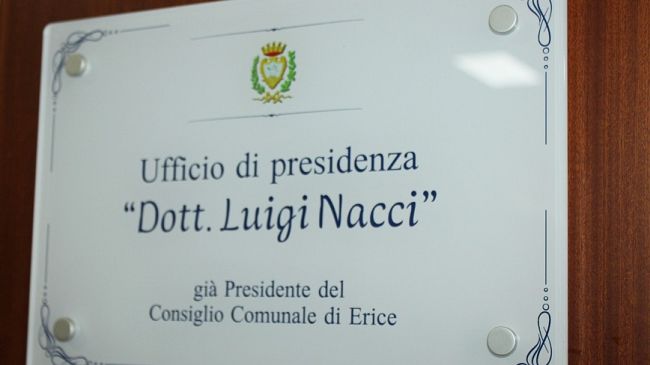 Ufficio di presidenza
“Dott. Luigi Nacci”
già Presidente del
Consiglio Comunale di Erice